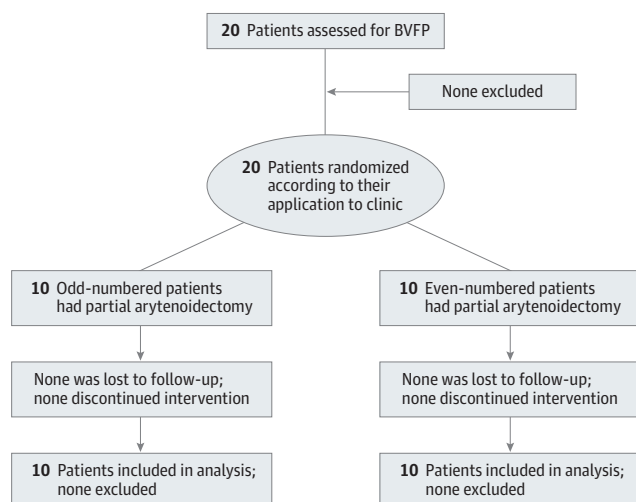 20 Patients assessed for BVFP
None excluded
20 Patients randomized
according to their
application to clinic
10 Odd-numbered patients
had partial arytenoidectomy
10 Even-numbered patients
had partial arytenoidectomy
None was lost to follow-up;
none discontinued intervention
None was lost to follow-up;
none discontinued intervention
10 Patients included in analysis;
none excluded
10 Patients included in analysis;
none excluded